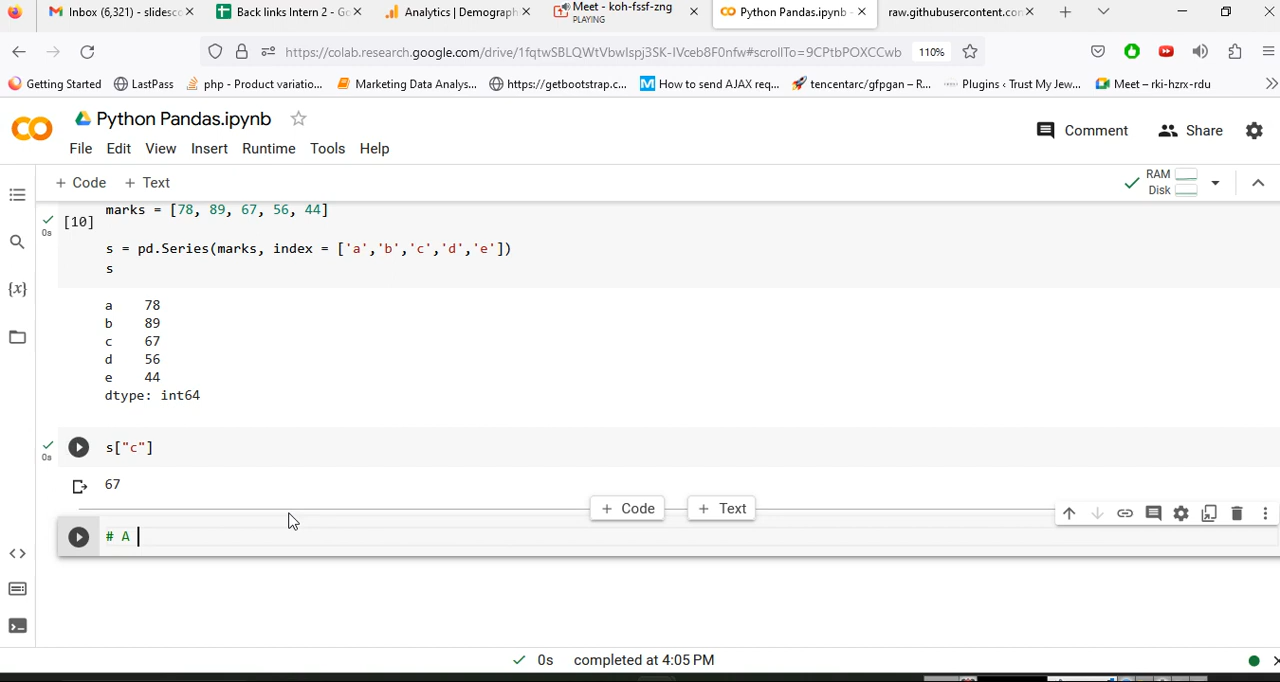 Inbox (6,321) - slidesco
Back links Intern 2 - Go
Analytics | Demograph
Meet - koh-fssf-zng
PLAYING
Python Pandas.ipynb -
raw.githubusercontent.con
https://colab.research.google.com/drive/1fqtwSBLQWtVbwIspj3SK-IVceb8F0nfw#scrollTo=9CPtbPOXCCwb
110%
Getting Started
LastPass
php - Product variatio...
Marketing Data Analys...
https://getbootstrap.c...
How to send AJAX req...
tencentarc/gfpgan – R...
Plugins ‹ Trust My Jew...
Meet – rki-hzrx-rdu
Python Pandas.ipynb
Comment
Share
File Edit View Insert Runtime Tools Help
+ Code + Text
RAM
Disk
marks = [78, 89, 67, 56, 44]
0s
[10]
s = pd.Series(marks, index = ['a','b','c','d','e'])
s
a 78
b 89
c 67
d 56
e 44
dtype: int64
0s
s["c"]
67
+ Code + Text
# A
0s completed at 4:05 PM